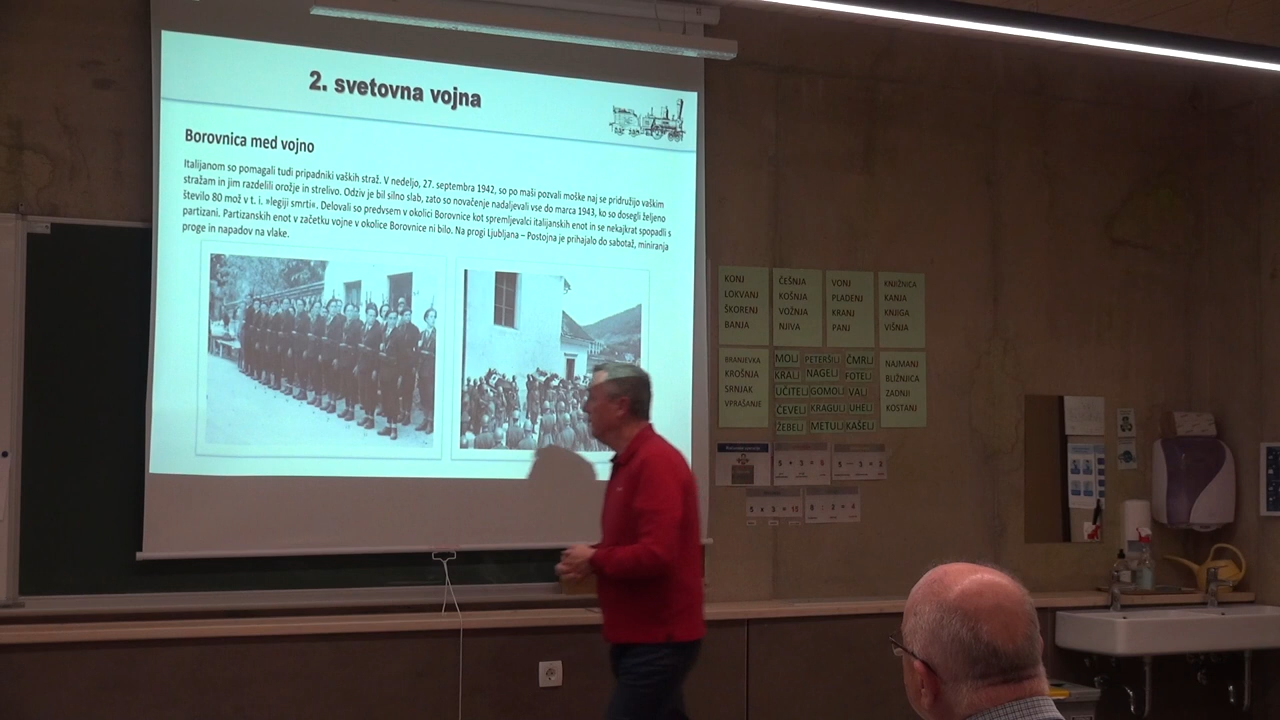 2. svetovna vojna
Borovnica med vojno
Italijanom so pomagali tudi pripadniki vaških straž. V nedeljo, 27. septembra 1942, so po maši pozvali moške naj se pridružijo vaškim
stražam in jim razdelili orožje in strelivo. Odziv je bil silno slab, zato so novačenje nadaljevali vse do marca 1943, ko so dosegli željeno
število 80 mož v t. i. »legiji smrti«. Delovali so predvsem v okolici Borovnice kot spremljevalci italijanskih enot in se nekajkrat spopadli s
partizani. Partizanskih enot v začetku vojne v okolice Borovnice ni bilo. Na progi Ljubljana – Postojna je prihajalo do sabotaž, miniranja
proge in napadov na vlake.
KONJ
LOKVANJ
ŠKORENJ
BANJA
ČEŠNJA
KOŠNJA
VOŽNJA
NJIVA
VONJ
PLADENJ
KRANJ
PANJ
KNJIŽNICA
KANJA
KNJIGA
VIŠNJA
BRANJEVKA
KROŠNJA
SRNJAK
VPRAŠANJE
MOLJ PETERŠILJ ČMRLJ
KRALJ NAGELJ FOTELJ
UČITELJ GOMOLJ VALJ
ČEVELJ KRAGULJ UHELJ
ŽEBELJ METULJ KAŠELJ
NAJMANJ
BLIŽNJICA
ZADNJI
KOSTANJ
5 + 3 = 5
5 x 3 = 15